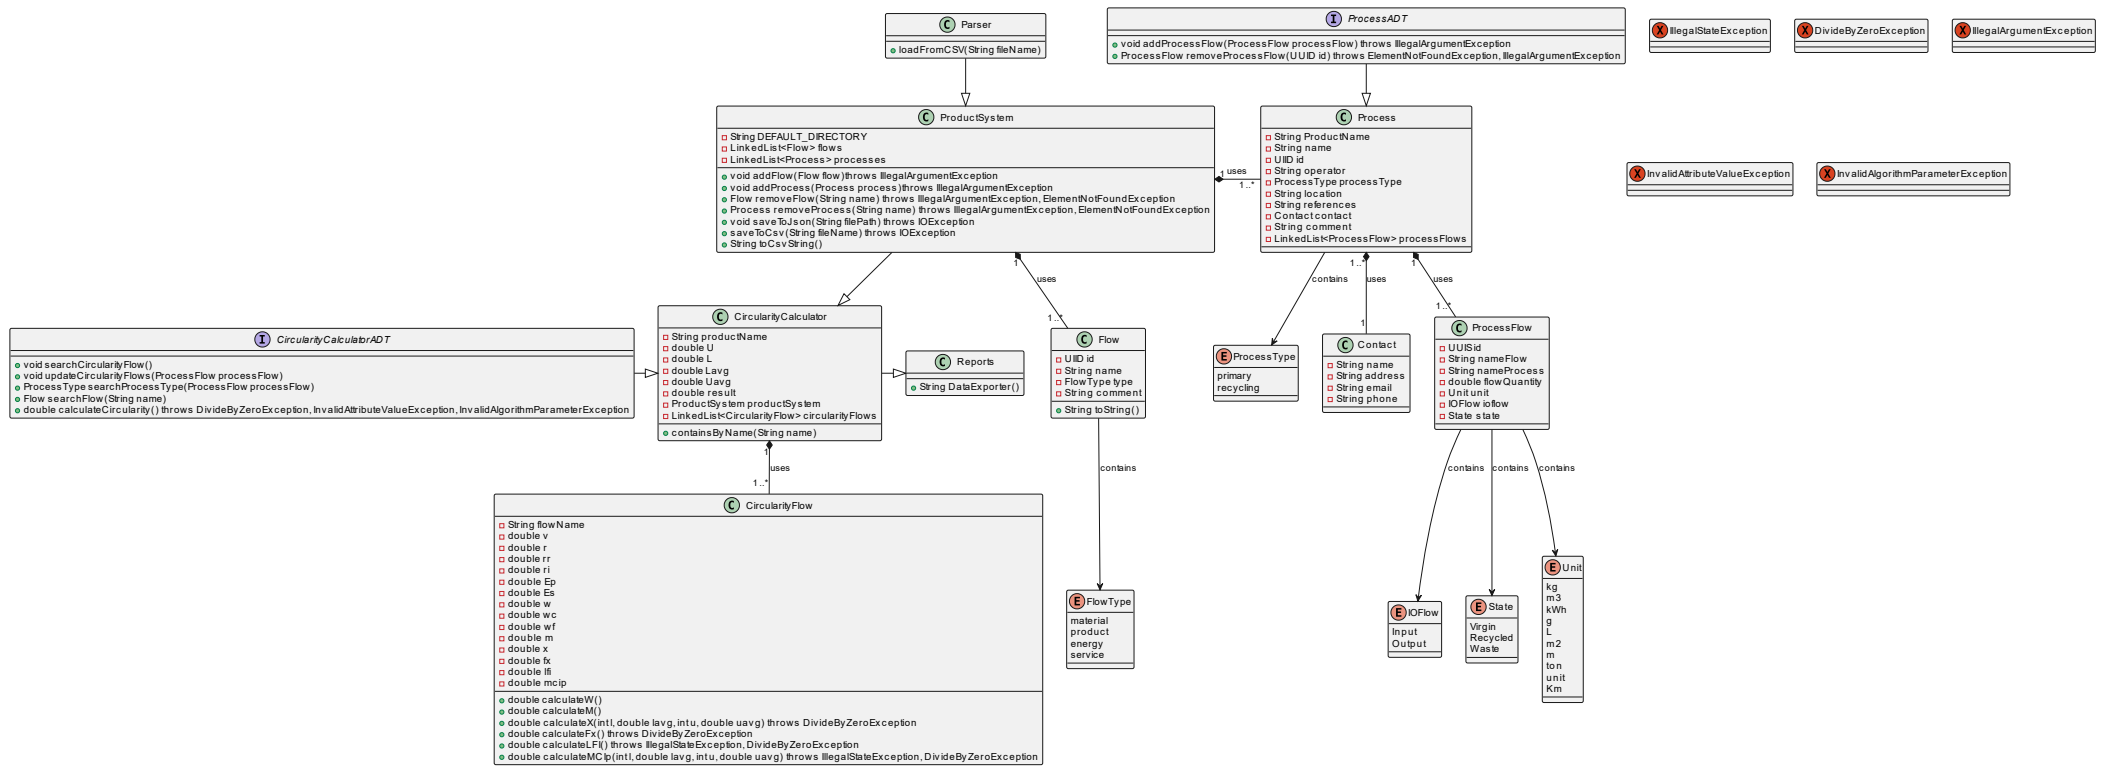 C Parser
loadFromCSV(String fileName)
I ProcessADT
void addProcessFlow(ProcessFlow processFlow) throws IllegalArgumentException
ProcessFlow removeProcessFlow(UUID id) throws ElementNotFoundException, IllegalArgumentException
X IllegalStateException
X DivideByZeroException
X IllegalArgumentException
C ProductSystem
String DEFAULT_DIRECTORY
LinkedList<Flow> flows
LinkedList<Process> processes
void addFlow(Flow flow)throws IllegalArgumentException
void addProcess(Process process)throws IllegalArgumentException
Flow removeFlow(String name) throws IllegalArgumentException, ElementNotFoundException
Process removeProcess(String name) throws IllegalArgumentException, ElementNotFoundException
void saveToJson(String filePath) throws IOException
saveToCsv(String fileName) throws IOException
String toCsvString()
1 uses
1..*
C Process
String ProductName
String name
UIID id
String operator
ProcessType processType
String location
String references
Contact contact
String comment
LinkedList<ProcessFlow> processFlows
X InvalidAttributeValueException
X InvalidAlgorithmParameterException
1
uses
1..*
contains
1..*
uses
1
1
uses
1..*
I CircularityCalculatorADT
void searchCircularityFlow()
void updateCircularityFlows(ProcessFlow processFlow)
ProcessType searchProcessType(ProcessFlow processFlow)
Flow searchFlow(String name)
double calculateCircularity() throws DivideByZeroException, InvalidAttributeValueException, InvalidAlgorithmParameterException
C CircularityCalculator
String productName
double U
double L
double Lavg
double Uavg
double result
ProductSystem productSystem
LinkedList<CircularityFlow> circularityFlows
containsByName(String name)
C Reports
String DataExporter()
C Flow
UIID id
String name
FlowType type
String comment
String toString()
E ProcessType
primary
recycling
C Contact
String name
String address
String email
String phone
C ProcessFlow
UUISid
String nameFlow
String nameProcess
double flowQuantity
Unit unit
IOFlow ioflow
State state
1
uses
1..*
contains
contains
contains
contains
C CircularityFlow
String flowName
double v
double r
double rr
double ri
double Ep
double Es
double w
double wc
double wf
double m
double x
double fx
double lfi
double mcip
double calculateW()
double calculateM()
double calculateX(int l, double lavg, int u, double uavg) throws DivideByZeroException
double calculateFx() throws DivideByZeroException
double calculateLFI() throws IllegalStateException, DivideByZeroException
double calculateMCIp(int l, double lavg, int u, double uavg) throws IllegalStateException, DivideByZeroException
E FlowType
material
product
energy
service
E IOFlow
Input
Output
E State
Virgin
Recycled
Waste
E Unit
kg
m3
kWh
g
L
m2
m
ton
unit
Km